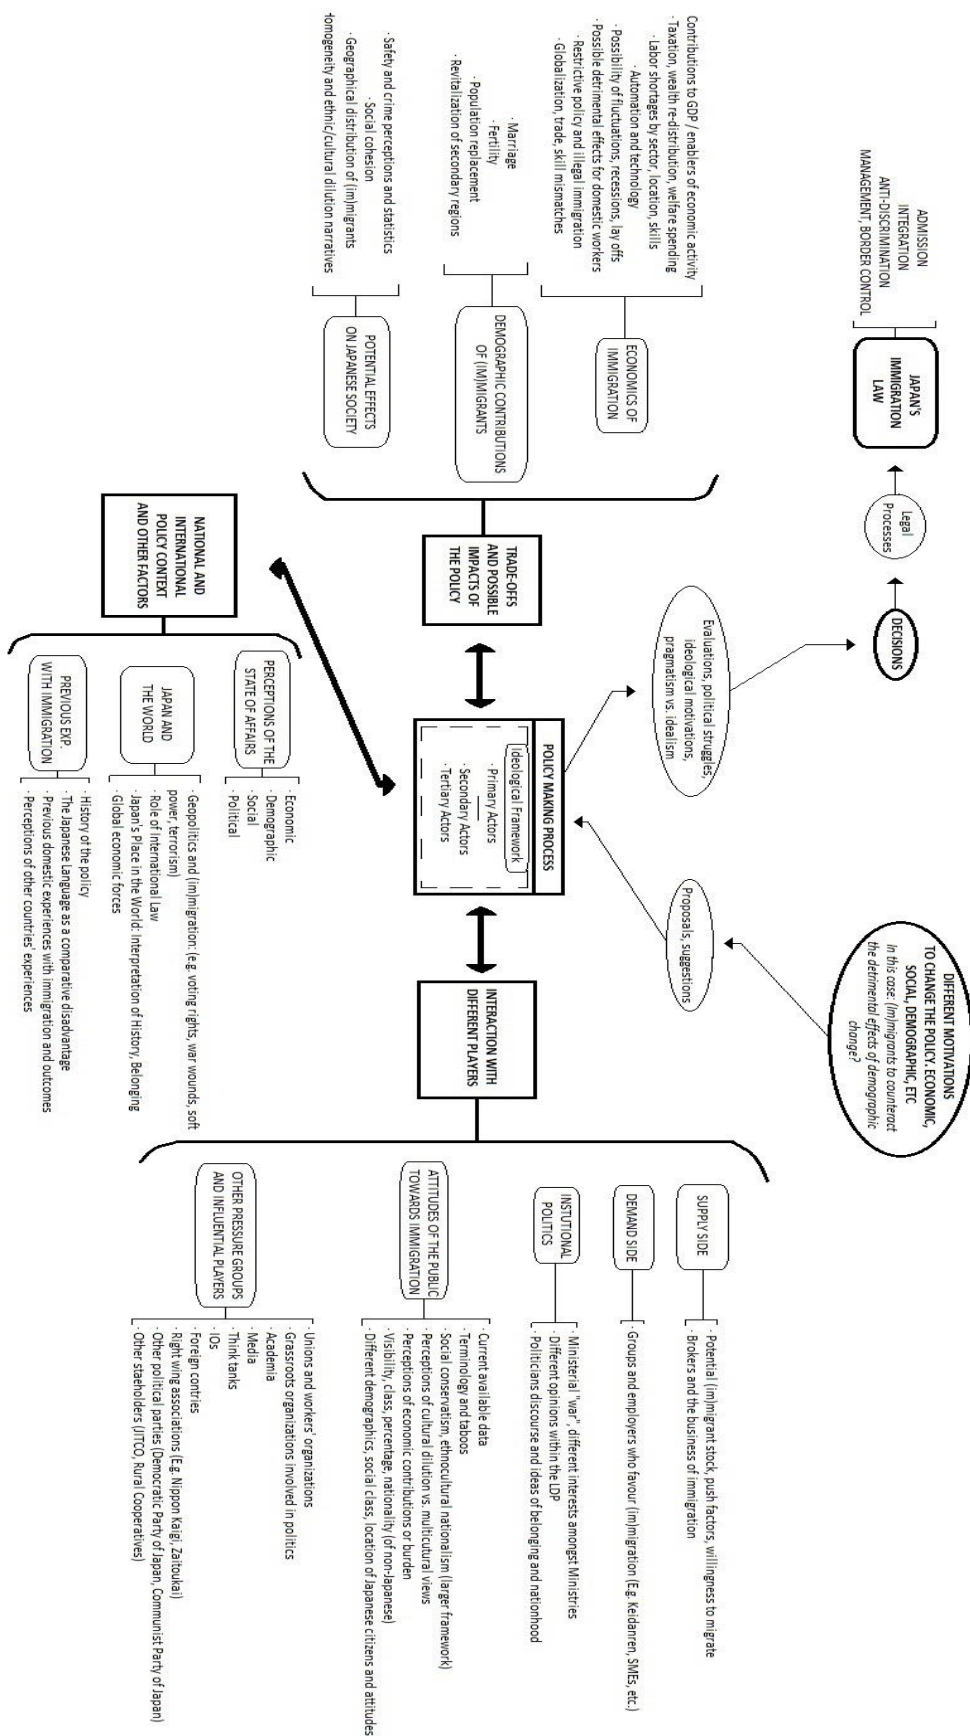 DIFFERENT MOTIVATIONS
TO CHANGE THE POLICY. ECONOMIC,
SOCIAL, DEMOGRAPHIC, ETC
In this case: (Im)migrants to counteract
the detrimental effects of demographic
change?
Proposals, suggestions
DECISIONS
Legal
Processes
JAPAN'S
IMMIGRATION
LAW
ADMISSION
INTEGRATION
ANTI-DISCRIMINATION
MANAGEMENT, BORDER CONTROL
Evaluations, political struggles,
ideological motivations,
pragmatism vs. idealism
POLICY MAKING PROCESS
Ideological Framework
· Primary Actors
· Secondary Actors
· Tertiary Actors
TRADE-OFFS
AND POSSIBLE
IMPACTS OF
THE POLICY
ECONOMICS OF
IMMIGRATION
Contributions to GDP / enablers of economic activity
· Taxation, wealth re-distribution, welfare spending
· Labor shortages by sector, location, skills
· Automation and technology
· Possibility of fluctuations, recessions, lay offs
· Possible detrimental effects for domestic workers
· Restrictive policy and illegal immigration
· Globalization, trade, skill mismatches
DEMOGRAPHIC CONTRIBUTIONS
OF (IM)MIGRANTS
· Marriage
· Fertility
· Population replacement
· Revitalization of secondary regions
POTENTIAL EFFECTS
ON JAPANESE SOCIETY
· Safety and crime perceptions and statistics
· Social cohesion
· Geographical distribution of (im)migrants
Homogeneity and ethnic/cultural dilution narratives
INTERACTION WITH
DIFFERENT PLAYERS
SUPPLY SIDE
· Potential (im)migrant stock, push factors, willingness to migrate
· Brokers and the business of immigration
DEMAND SIDE
· Groups and employers who favour (im)migration (E.g. Keidanren, SMEs, etc.)
INSTUTIONAL
POLITICS
· Ministerial "war", different interests amongst Ministries
· Different opinions within the LDP
· Politicians discourse and ideas of belonging and nationhood
ATTITUDES OF THE PUBLIC
TOWARDS IMMIGRATION
· Current available data
· Terminology and taboos
· Social conservatism, ethnocultural nationalism (larger framework)
· Perceptions of cultural dilution vs. multicutural views
· Perceptions of economic contributions or burden
· Visibility, class, percentage, nationality (of non-Japanese)
· Different demographics, social class, location of Japanese citizens and attitudes
OTHER PRESSURE GROUPS
AND INFLUENTIAL PLAYERS
· Unions and workers' organizations
· Grassroots organizations involved in politics
· Academia
· Media
· Think tanks
· IOs
· Foreign contries
· Right wing associations (E.g. Nippon Kaigi, Zaitoukai)
· Other political parties (Democratic Party of Japan, Communist Party of Japan)
· Other staeholders (JITCO, Rural Cooperatives)
NATIONAL AND
INTERNATIONAL
POLICY CONTEXT
AND OTHER FACTORS
PERCEPTIONS OF THE
STATE OF AFFAIRS
· Economic
· Demographic
· Social
· Political
JAPAN AND
THE WORLD
· Geopolitics and (im)migration: (e.g. voting rights, war wounds, soft
power, terrorism)
· Role of International Law
· Japan's Place in the World: Interpretation of History, Belonging
· Global economic forces
PREVIOUS EXP.
WITH IMMIGRATION
· History of the policy
· The Japanese Language as a comparative disadvantage
· Previous domestic experiences with immigration and outcomes
· Perceptions of other countries' experiences